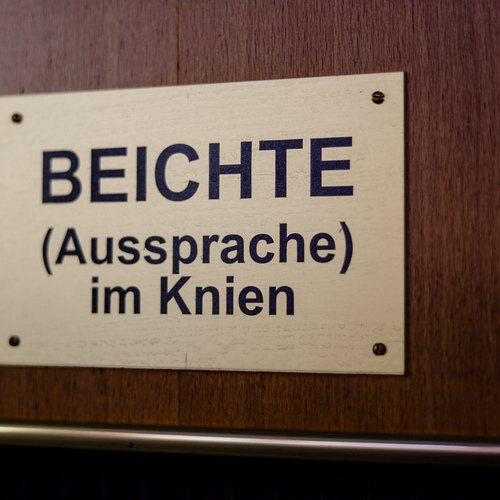 BEICHTE
(Aussprache)
im Knien